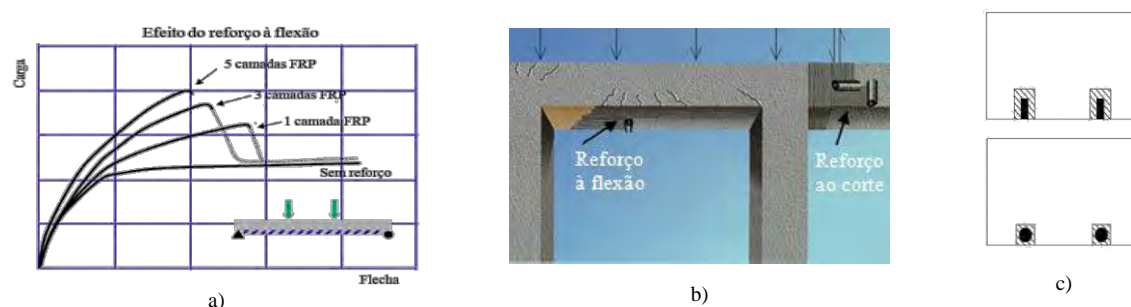 Efeito do reforço à flexão
Carga
5 camadas FRP
3 camadas FRP
1 camada FRP
Sem reforço
Flecha
a)
Reforço
à flexão
Reforço
ao corte
b)
c)